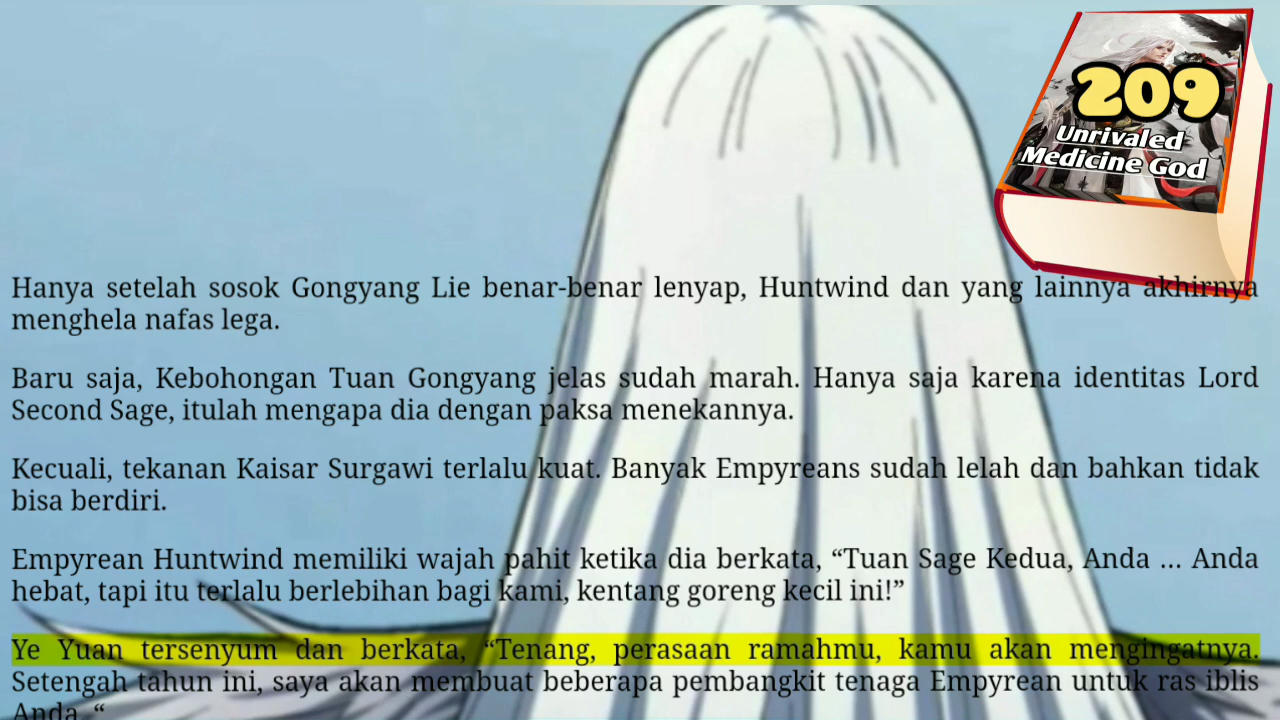 209
Unrivaled
Medicine God
Hanya setelah sosok Gongyang Lie benar-benar lenyap, Huntwind dan yang lainnya akhirnya
menghela nafas lega.
Baru saja, Kebohongan Tuan Gongyang jelas sudah marah. Hanya saja karena identitas Lord
Second Sage, itulah mengapa dia dengan paksa menekannya.
Kecuali, tekanan Kaisar Surgawi terlalu kuat. Banyak Empyreans sudah lelah dan bahkan tidak
bisa berdiri.
Empyrean Huntwind memiliki wajah pahit ketika dia berkata, “Tuan Sage Kedua, Anda ... Anda
hebat, tapi itu terlalu berlebihan bagi kami, kentang goreng kecil ini!”
Ye Yuan tersenyum dan berkata, “Tenang, perasaan ramahmu, kamu akan mengingatnya.
Setengah tahun ini, saya akan membuat beberapa pembangkit tenaga Empyrean untuk ras iblis
Anda. “